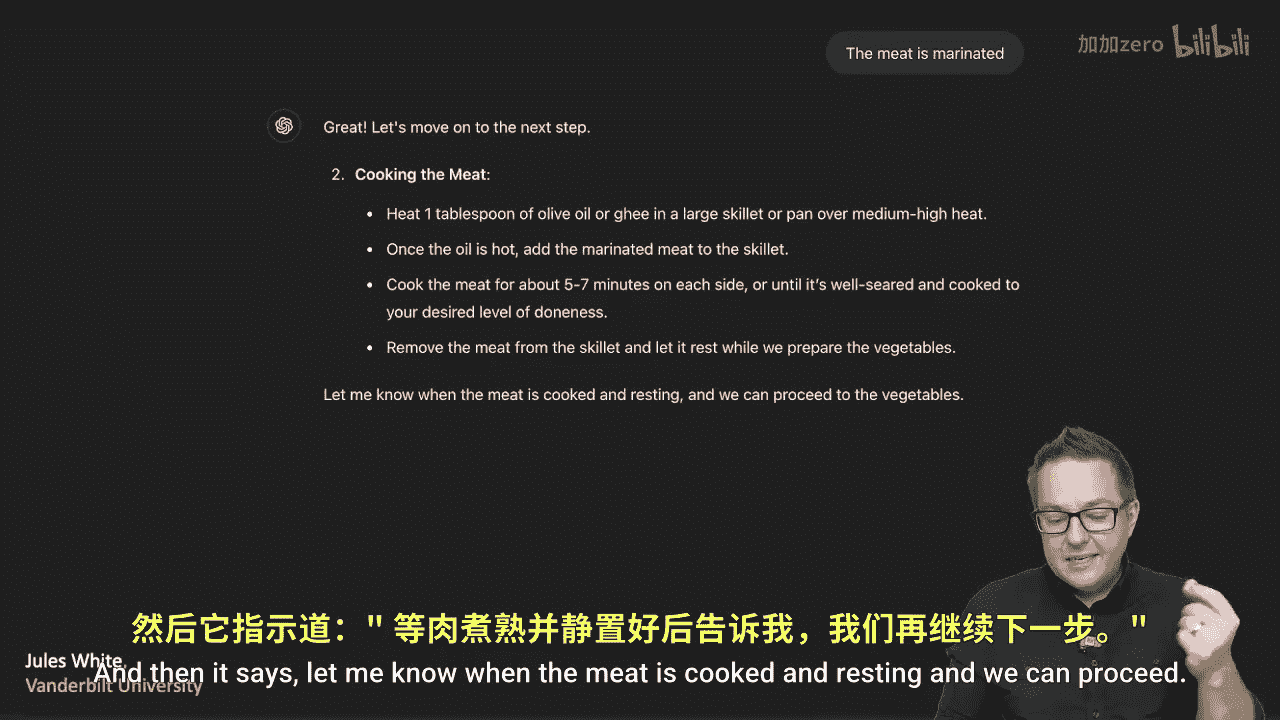 The meat is marinated
加加zero bilibili
Great! Let's move on to the next step.
2. Cooking the Meat:
• Heat 1 tablespoon of olive oil or ghee in a large skillet or pan over medium-high heat.
• Once the oil is hot, add the marinated meat to the skillet.
• Cook the meat for about 5-7 minutes on each side, or until it’s well-seared and cooked to
your desired level of doneness.
• Remove the meat from the skillet and let it rest while we prepare the vegetables.
Let me know when the meat is cooked and resting, and we can proceed to the vegetables.
然后它指示道：" 等肉煮熟并静置好后告诉我，我们再继续下一步。"
Jules White,
And then it says, let me know when the meat is cooked and resting and we can proceed.
Vanderbilt University